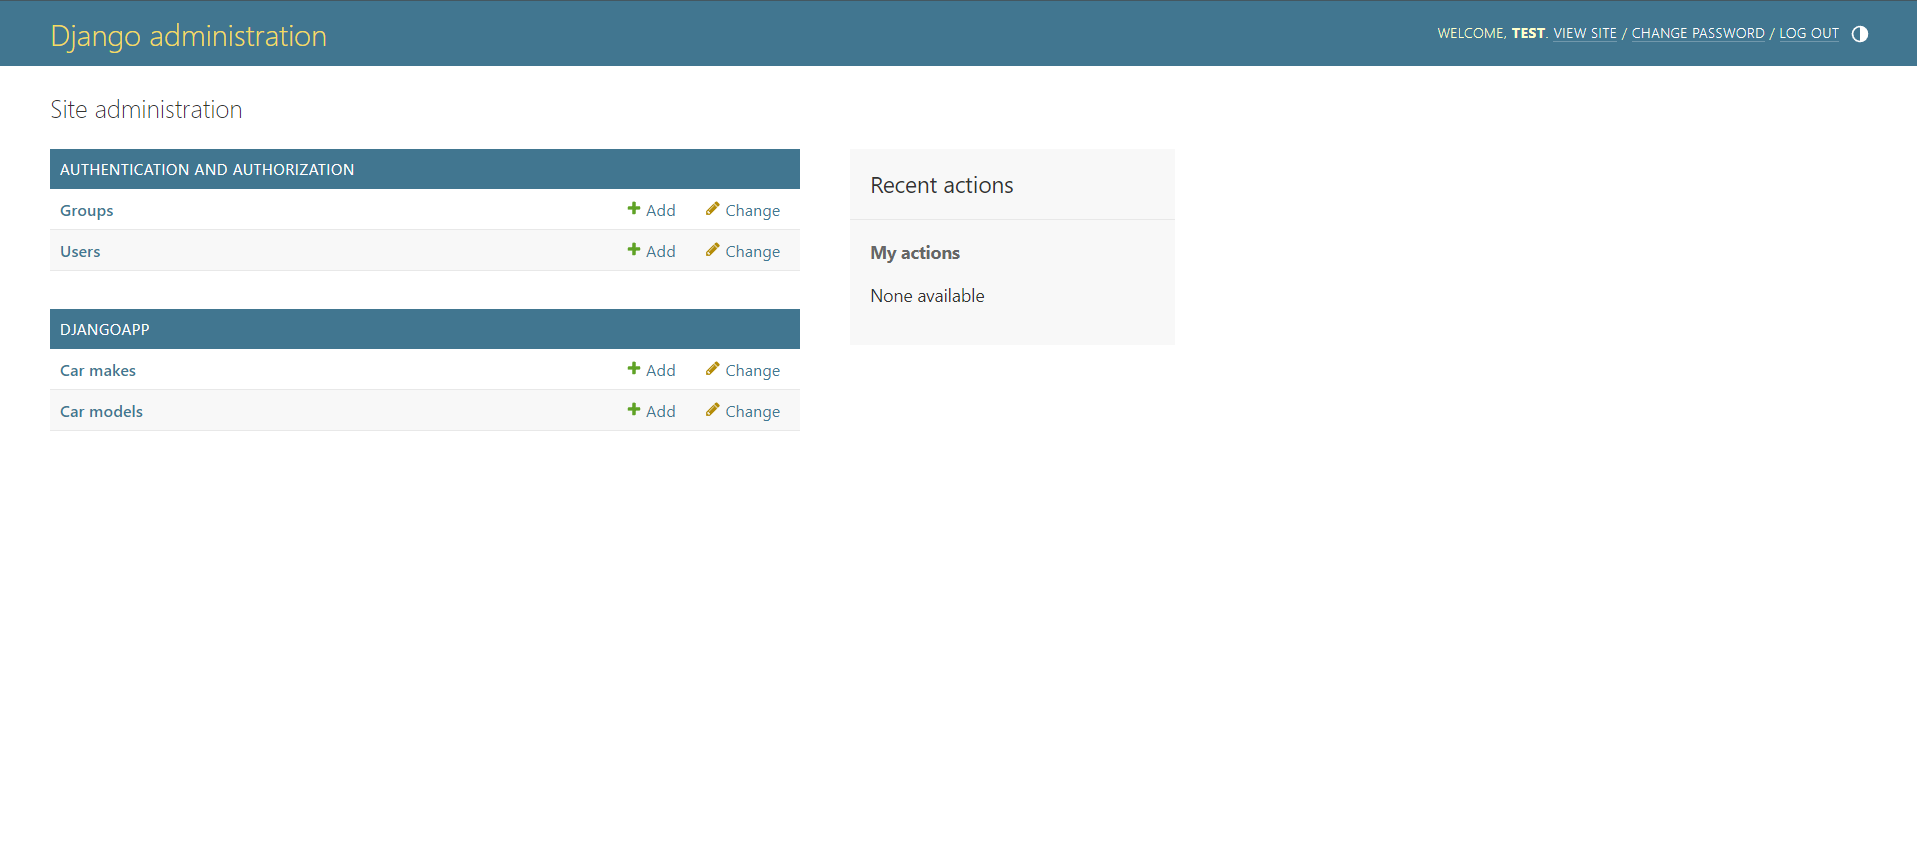 Django administration
WELCOME, TEST. VIEW SITE / CHANGE PASSWORD / LOG OUT
Site administration
AUTHENTICATION AND AUTHORIZATION
Groups Add Change
Users Add Change
DJANGOAPP
Car makes Add Change
Car models Add Change
Recent actions
My actions
None available